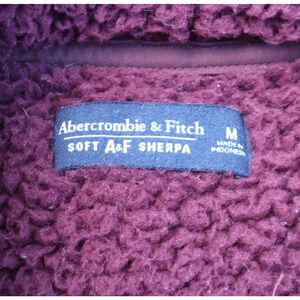 Abercrombie & Fitch
SOFT A&F SHERPA
M
MADE IN
INDONESIA